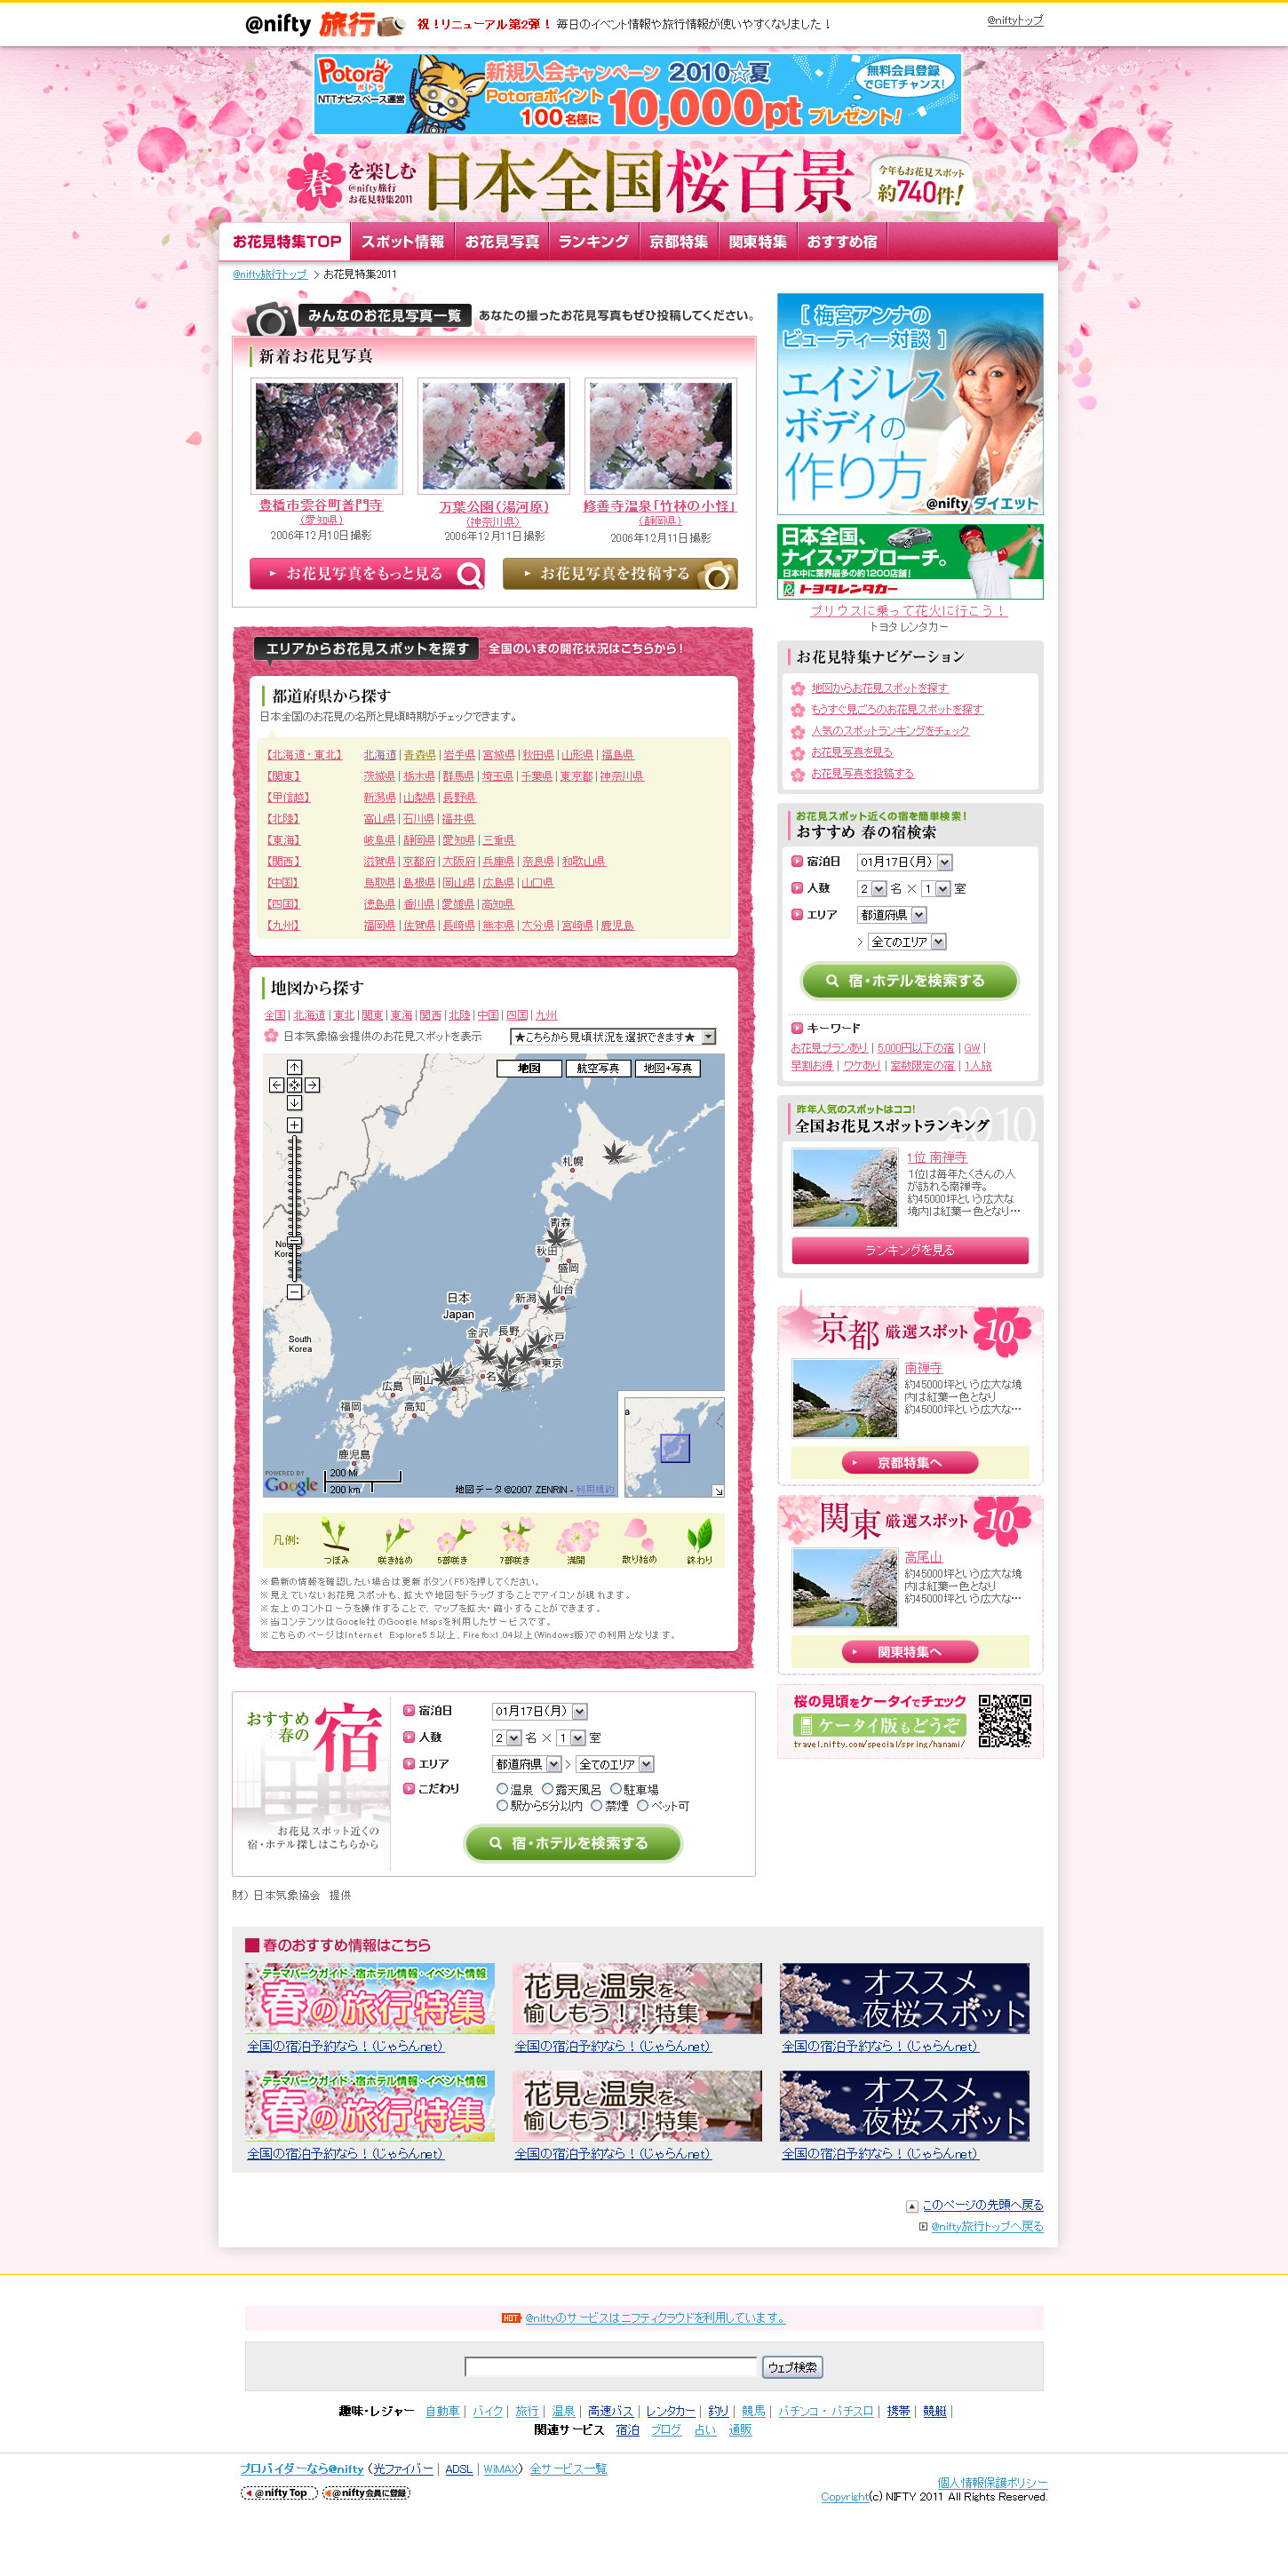 @nifty 旅行 祝！リニューアル第2弾！ 毎日のイベント情報や旅行情報が使いやすくなりました！
@niftyトップ
Potora ポトラ
NTTナビスペース運営
新規入会キャンペーン 2010☆夏
Potoraポイント
100名様に 10,000pt プレゼント！
無料会員登録
でGETチャンス！
春を楽しむ
@nifty旅行
お花見特集2011
日本全国桜百景
今年もお花見スポット
約740件！
お花見特集TOP スポット情報 お花見写真 ランキング 京都特集 関東特集 おすすめ宿
@nifty旅行トップ > お花見特集2011
みんなのお花見写真一覧 あなたの撮ったお花見写真もぜひ投稿してください。
新着お花見写真
豊橋市雲谷町普門寺
（愛知県）
2006年12月10日撮影
万葉公園（湯河原）
（神奈川県）
2006年12月11日撮影
修善寺温泉「竹林の小怪」
（静岡県）
2006年12月11日撮影
お花見写真をもっと見る
お花見写真を投稿する
エリアからお花見スポットを探す 全国のいまの開花状況はこちらから！
都道府県から探す
日本全国のお花見の名所と見頃時期がチェックできます。
【北海道・東北】 北海道 | 青森県 | 岩手県 | 宮城県 | 秋田県 | 山形県 | 福島県
【関東】 茨城県 | 栃木県 | 群馬県 | 埼玉県 | 千葉県 | 東京都 | 神奈川県
【甲信越】 新潟県 | 山梨県 | 長野県
【北陸】 富山県 | 石川県 | 福井県
【東海】 岐阜県 | 静岡県 | 愛知県 | 三重県
【関西】 滋賀県 | 京都府 | 大阪府 | 兵庫県 | 奈良県 | 和歌山県
【中国】 鳥取県 | 島根県 | 岡山県 | 広島県 | 山口県
【四国】 徳島県 | 香川県 | 愛媛県 | 高知県
【九州】 福岡県 | 佐賀県 | 長崎県 | 熊本県 | 大分県 | 宮崎県 | 鹿児島
地図から探す
全国 | 北海道 | 東北 | 関東 | 東海 | 関西 | 北陸 | 中国 | 四国 | 九州
日本気象協会提供のお花見スポットを表示
★こちらから見頃状況を選択できます★
地図 航空写真 地図+写真
札幌
青森
秋田
盛岡
仙台
新潟
日本
Japan
金沢 長野 水戸
東京
名
岡山
広島
福岡 高知
鹿児島
South
Korea
POWERED BY
Google
200 Mi
200 km
地図データ ©2007 ZENRIN - 利用規約
凡例:
つぼみ 咲き始め 5部咲き 7部咲き 満開 散り始め 終わり
※最新の情報を確認したい場合は更新ボタン（F5）を押してください。
※見えていないお花見スポットも、拡大や地図をドラッグすることでアイコンが現れます。
※左上のコントローラを操作することで、マップを拡大・縮小することができます。
※当コンテンツはGoogle社のGoogle Mapsを利用したサービスです。
※こちらのページはInternet Explore5.5以上、Firefox1.04以上(Windows版)での利用となります。
おすすめ
春の宿
お花見スポット近くの
宿・ホテル探しはこちらから
宿泊日 01月17日（月）
人数 2 名 × 1 室
エリア 都道府県 > 全てのエリア
こだわり 温泉 露天風呂 駐車場
駅から5分以内 禁煙 ペット可
宿・ホテルを検索する
財） 日本気象協会 提供
[ 梅宮アンナの
ビューティー対談 ]
エイジレス
ボディの
作り方
@nifty ダイエット
日本全国、
ナイス・アプローチ。
日本中に業界最多の約1200店舗！
トヨタレンタカー
プリウスに乗って花火に行こう！
トヨタレンタカー
お花見特集ナビゲーション
地図からお花見スポットを探す
もうすぐ見ごろのお花見スポットを探す
人気のスポットランキングをチェック
お花見写真を見る
お花見写真を投稿する
お花見スポット近くの宿を簡単検索！
おすすめ 春の宿検索
宿泊日 01月17日（月）
人数 2 名 × 1 室
エリア 都道府県
> 全てのエリア
宿・ホテルを検索する
キーワード
お花見プランあり | 5,000円以下の宿 | GW |
早割お得 | ワケあり | 室数限定の宿 | 1人旅
昨年人気のスポットはココ！
全国お花見スポットランキング
2010
1位 南禅寺
1位は毎年たくさんの人
が訪れる南禅寺。
約45000坪という広大な
境内は紅葉一色となり…
ランキングを見る
京都 厳選スポット 10
南禅寺
約45000坪という広大な境
内は紅葉一色となり
約45000坪という広大な…
京都特集へ
関東 厳選スポット 10
高尾山
約45000坪という広大な境
内は紅葉一色となり
約45000坪という広大な…
関東特集へ
桜の見頃をケータイでチェック
ケータイ版もどうぞ
travel.nifty.com/special/spring/hanami/
春のおすすめ情報はこちら
テーマパークガイド・宿ホテル情報・イベント情報
春の旅行特集
全国の宿泊予約なら！（じゃらんnet）
花見と温泉を
愉しもう！！特集
全国の宿泊予約なら！（じゃらんnet）
オススメ
夜桜スポット
全国の宿泊予約なら！（じゃらんnet）
テーマパークガイド・宿ホテル情報・イベント情報
春の旅行特集
全国の宿泊予約なら！（じゃらんnet）
花見と温泉を
愉しもう！！特集
全国の宿泊予約なら！（じゃらんnet）
オススメ
夜桜スポット
全国の宿泊予約なら！（じゃらんnet）
このページの先頭へ戻る
@nifty旅行トップへ戻る
HOT @niftyのサービスはニフティクラウドを利用しています。
ウェブ検索
趣味・レジャー 自動車 | バイク | 旅行 | 温泉 | 高速バス | レンタカー | 釣り | 競馬 | パチンコ・パチスロ | 携帯 | 競艇 |
関連サービス 宿泊 ブログ 占い 通販
プロバイダーなら@nifty （光ファイバー | ADSL | WiMAX） 全サービス一覧
@nifty Top @nifty会員に登録
個人情報保護ポリシー
Copyright(c) NIFTY 2011 All Rights Reserved.